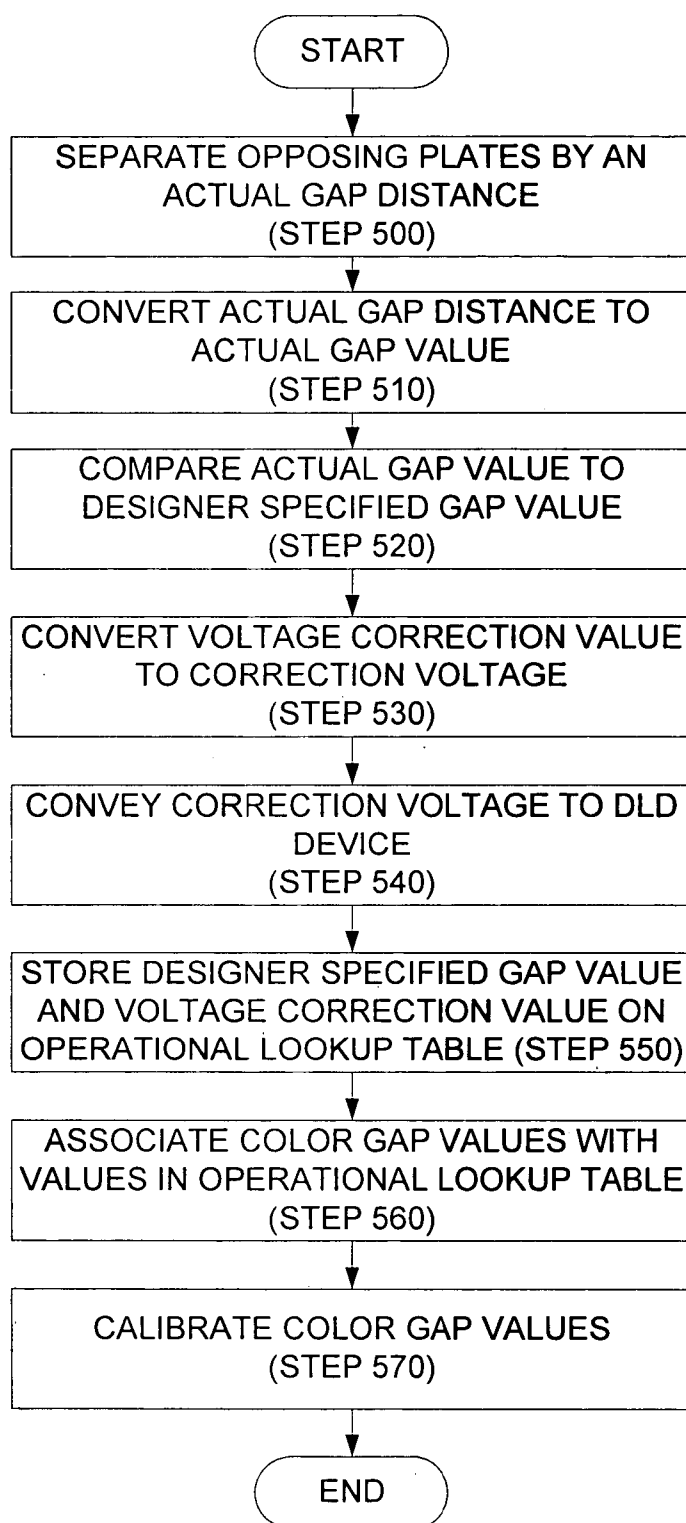 START
SEPARATE OPPOSING PLATES BY AN
ACTUAL GAP DISTANCE
(STEP 500)
CONVERT ACTUAL GAP DISTANCE TO
ACTUAL GAP VALUE
(STEP 510)
COMPARE ACTUAL GAP VALUE TO
DESIGNER SPECIFIED GAP VALUE
(STEP 520)
CONVERT VOLTAGE CORRECTION VALUE
TO CORRECTION VOLTAGE
(STEP 530)
CONVEY CORRECTION VOLTAGE TO DLD
DEVICE
(STEP 540)
STORE DESIGNER SPECIFIED GAP VALUE
AND VOLTAGE CORRECTION VALUE ON
OPERATIONAL LOOKUP TABLE (STEP 550)
ASSOCIATE COLOR GAP VALUES WITH
VALUES IN OPERATIONAL LOOKUP TABLE
(STEP 560)
CALIBRATE COLOR GAP VALUES
(STEP 570)
END